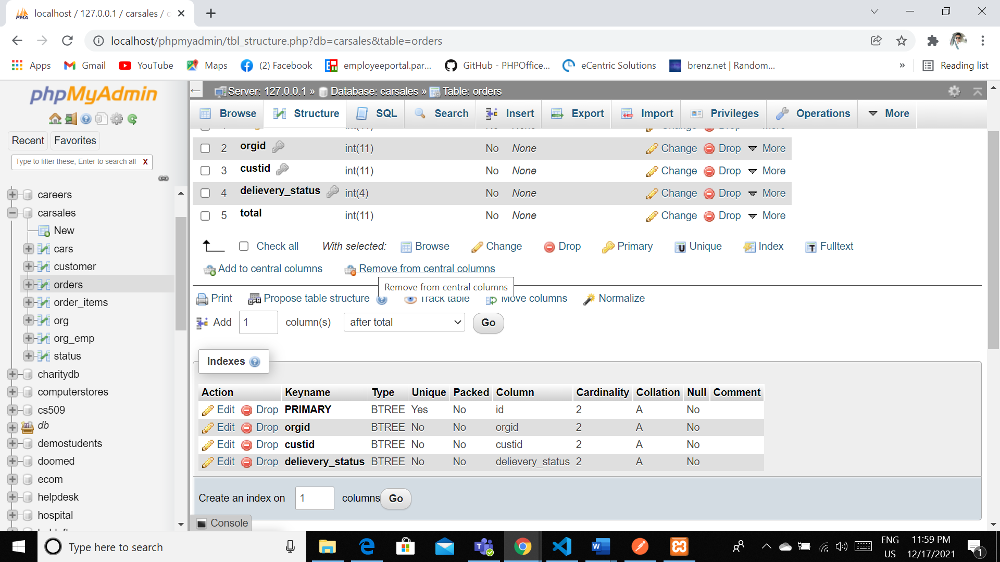 localhost / 127.0.0.1 / carsales /
localhost/phpmyadmin/tbl_structure.php?db=carsales&table=orders
Apps Gmail YouTube Maps (2) Facebook employeeportal.par... GitHub - PHPOffice... eCentric Solutions brenz.net | Random... » Reading list
phpMyAdmin
Recent Favorites
Type to filter these, Enter to search all X
careers
carsales
New
cars
customer
orders
order_items
org
org_emp
status
charitydb
computerstores
cs509
db
demostudents
doomed
ecom
helpdesk
hospital
Server: 127.0.0.1 » Database: carsales » Table: orders
Browse Structure SQL Search Insert Export Import Privileges Operations More
2 orgid int(11) No None Change Drop More
3 custid int(11) No None Change Drop More
4 delievery_status int(4) No None Change Drop More
5 total int(11) No None Change Drop More
Check all With selected: Browse Change Drop Primary Unique Index Fulltext
Add to central columns Remove from central columns
Remove from central columns
Print Propose table structure Track table Move columns Normalize
Add 1 column(s) after total Go
Indexes
Action Keyname Type Unique Packed Column Cardinality Collation Null Comment
Edit Drop PRIMARY BTREE Yes No id 2 A No
Edit Drop orgid BTREE No No orgid 2 A No
Edit Drop custid BTREE No No custid 2 A No
Edit Drop delievery_status BTREE No No delievery_status 2 A No
Create an index on 1 columns Go
Console
Type here to search
ENG
US
11:59 PM
12/17/2021
1